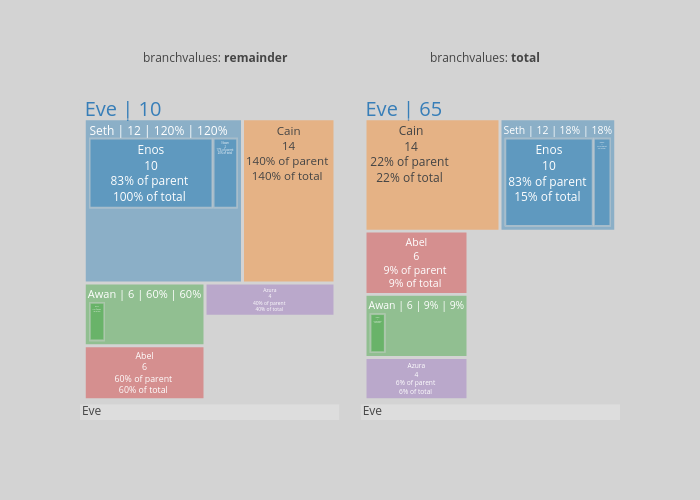 branchvalues: remainder
branchvalues: total
Eve | 10
Seth | 12 | 120% | 120%
Enos
10
83% of parent
100% of total
Cain
14
140% of parent
140% of total
Awan | 6 | 60% | 60%
Azura
4
40% of parent
40% of total
Abel
6
60% of parent
60% of total
Eve
Eve | 65
Cain
14
22% of parent
22% of total
Seth | 12 | 18% | 18%
Enos
10
83% of parent
15% of total
Abel
6
9% of parent
9% of total
Awan | 6 | 9% | 9%
Azura
4
6% of parent
6% of total
Eve